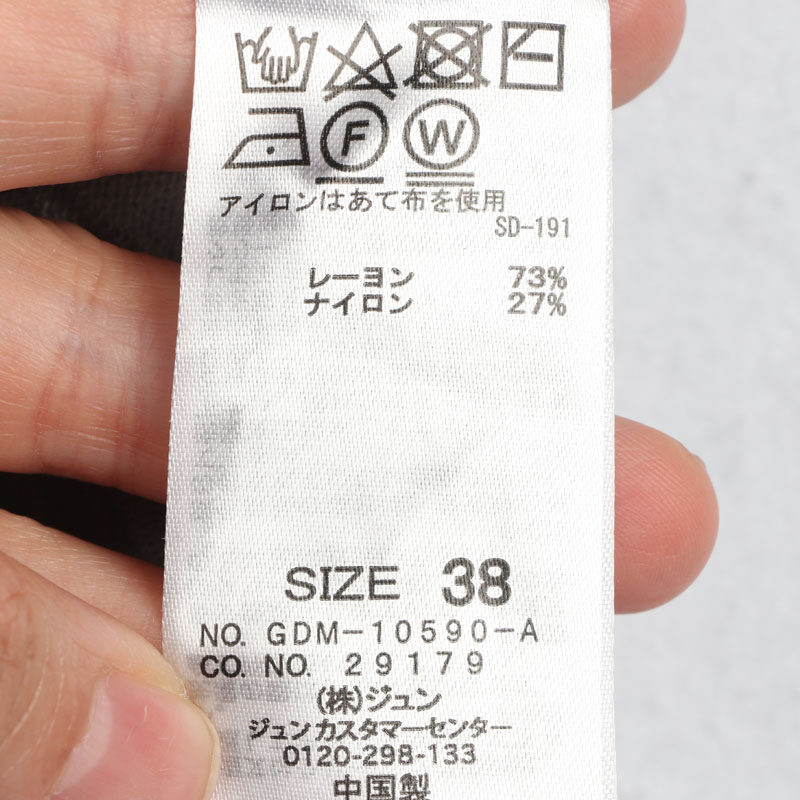 F W
アイロンはあて布を使用
SD-191
レーヨン 73%
ナイロン 27%
SIZE 38
NO. GDM-10590-A
CO. NO. 29179
(株)ジュン
ジュンカスタマーセンター
0120-298-133
中国製